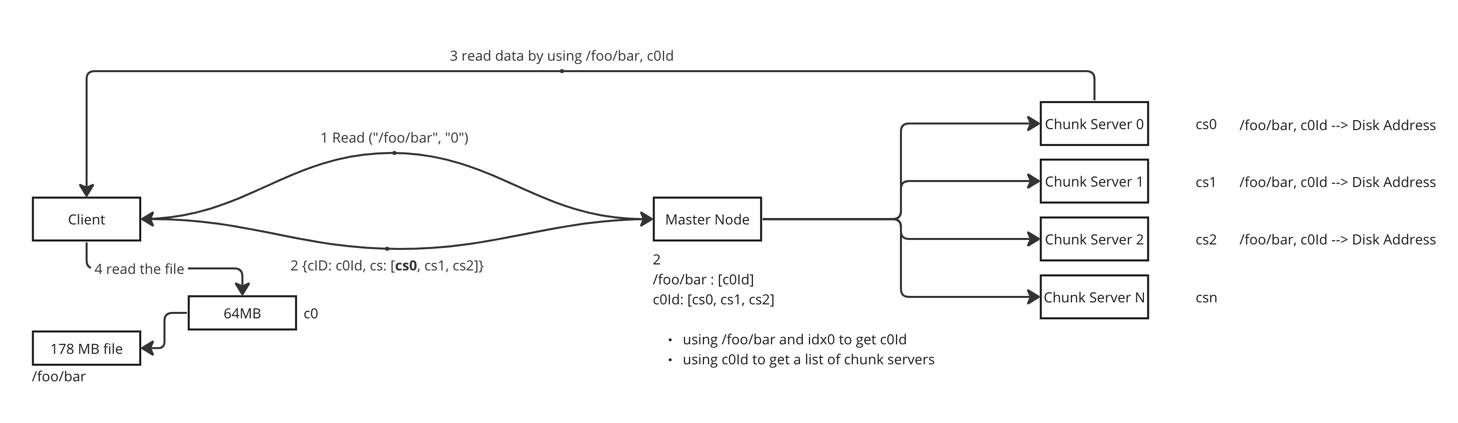 3 read data by using /foo/bar, c0Id
1 Read ("/foo/bar", "0")
Chunk Server 0
cs0
/foo/bar, c0Id --> Disk Address
Chunk Server 1
cs1
/foo/bar, c0Id --> Disk Address
Client
Master Node
Chunk Server 2
cs2
/foo/bar, c0Id --> Disk Address
4 read the file
2 {cID: c0Id, cs: [cs0, cs1, cs2]}
2
/foo/bar : [c0Id]
c0Id: [cs0, cs1, cs2]
Chunk Server N
csn
64MB
c0
• using /foo/bar and idx0 to get c0Id
• using c0Id to get a list of chunk servers
178 MB file
/foo/bar